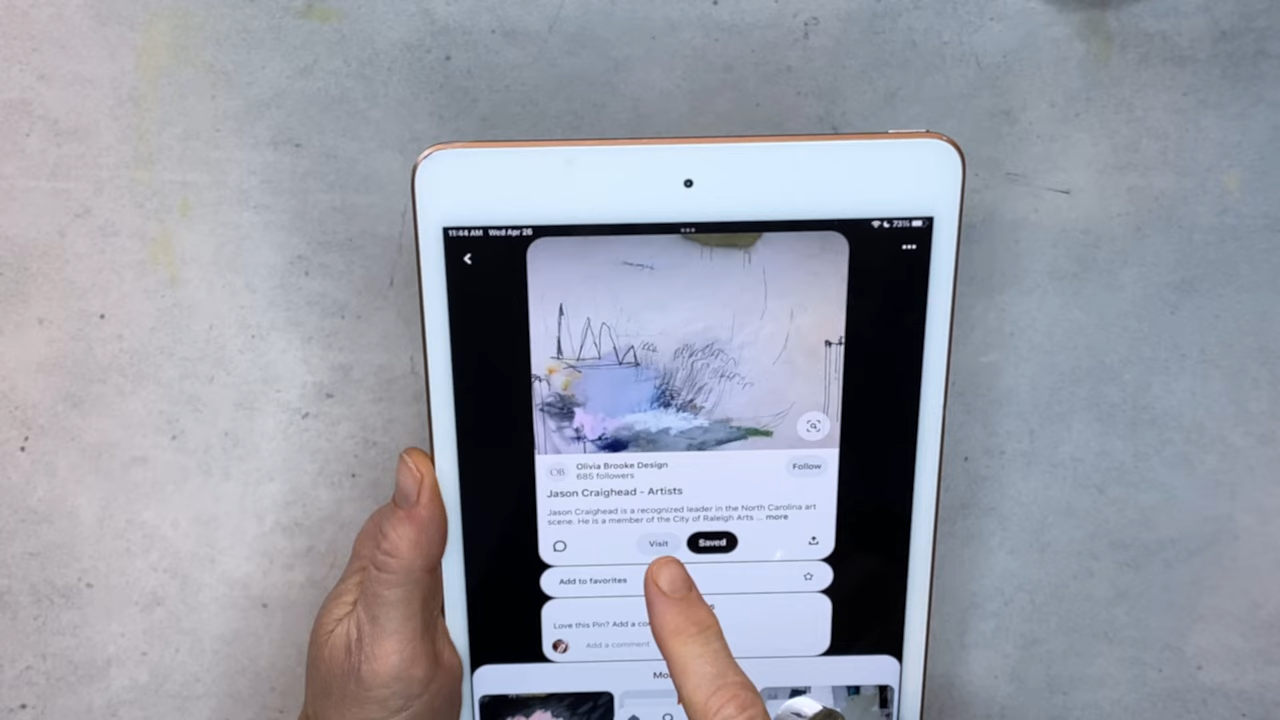 11:44 AM Wed Apr 26
73%
OB
Olivia Brooke Design
685 followers
Follow
Jason Craighead - Artists
Jason Craighead is a recognized leader in the North Carolina art
scene. He is a member of the City of Raleigh Arts ... more
Visit
Saved
Add to favorites
Love this Pin? Add a
Add a comment